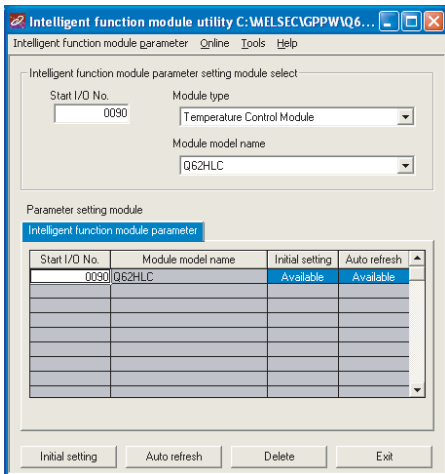 Intelligent function module utility C:\MELSEC\GPPW\Q6...
Intelligent function module parameter Online Tools Help
Intelligent function module parameter setting module select
Start I/O No. Module type
0090 Temperature Control Module
Module model name
Q62HLC
Parameter setting module
Intelligent function module parameter
Start I/O No. Module model name Initial setting Auto refresh
0090 Q62HLC Available Available
Initial setting Auto refresh Delete Exit